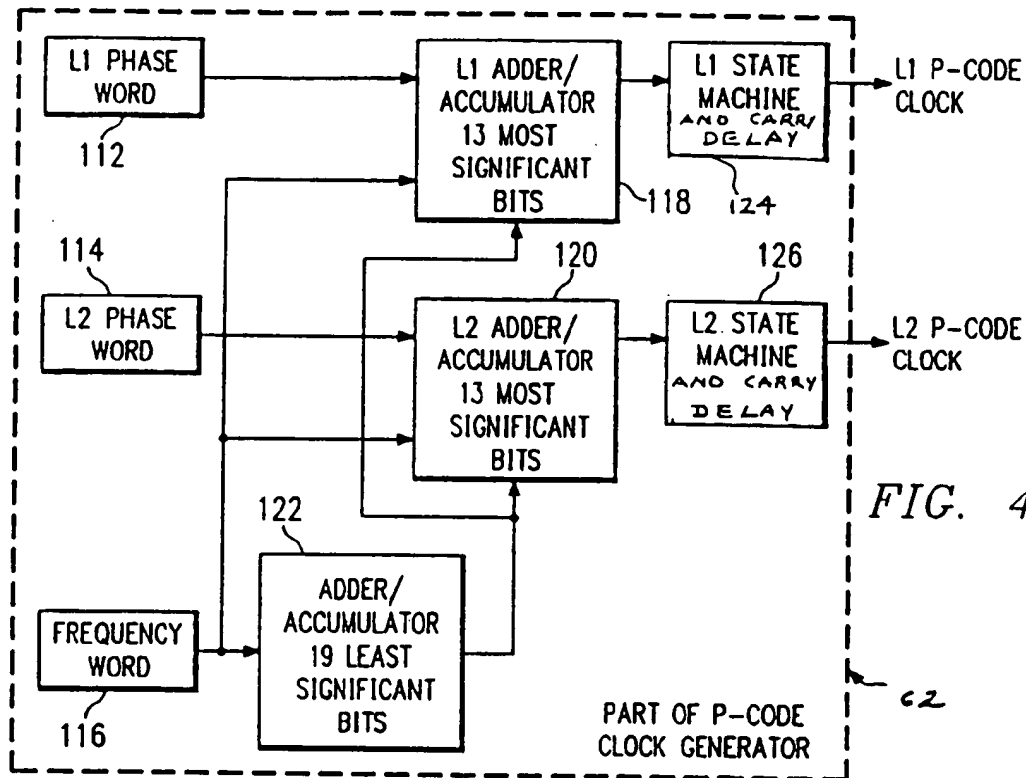 L1 PHASE
WORD
112
L1 ADDER/
ACCUMULATOR
13 MOST
SIGNIFICANT
BITS
118
L1 STATE
MACHINE
AND CARRY
DELAY
124
L1 P-CODE
CLOCK
114
L2 PHASE
WORD
120
L2 ADDER/
ACCUMULATOR
13 MOST
SIGNIFICANT
BITS
126
L2. STATE
MACHINE
AND CARRY
DELAY
L2 P-CODE
CLOCK
FIG. 4
122
ADDER/
ACCUMULATOR
19 LEAST
SIGNIFICANT
BITS
FREQUENCY
WORD
116
PART OF P-CODE
CLOCK GENERATOR
62